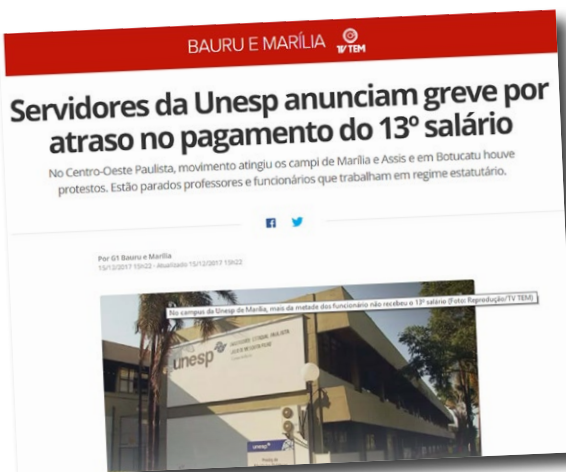 BAURU E MARÍLIA TV TEM
Servidores da Unesp anunciam greve por
atraso no pagamento do 13º salário
No Centro-Oeste Paulista, movimento atingiu os campi de Marília e Assis e em Botucatu houve
protestos. Estão parados professores e funcionários que trabalham em regime estatutário.
Por G1 Bauru e Marília
15/12/2017 15h22 - Atualizado 15/12/2017 15h22
No campus da Unesp de Marília, mais da metade dos funcionário não recebeu o 13º salário (Foto: Reprodução/TV TEM)
unesp
unesp